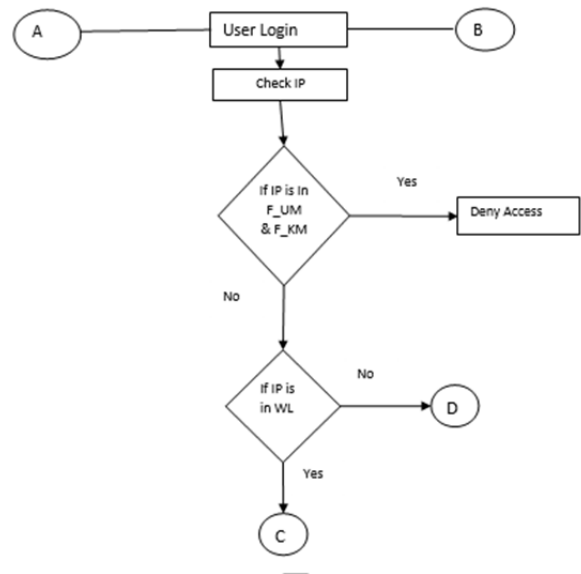 A
User Login
B
Check IP
If IP is In
F_UM
& F_KM
Yes
Deny Access
No
If IP is
in WL
No
D
Yes
C